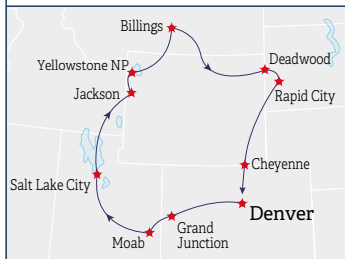 Billings
Deadwood
Yellowstone NP
Rapid City
Jackson
Cheyenne
Salt Lake City
Denver
Grand
Junction
Moab